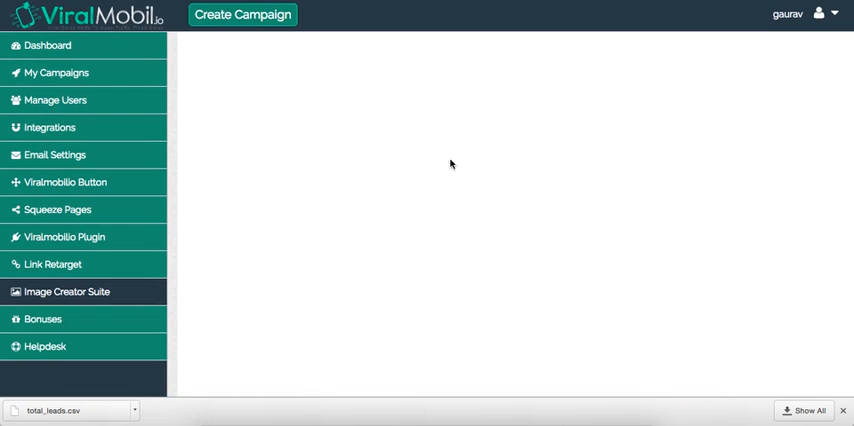 ViralMobil.io
Create Campaign
gaurav
Dashboard
My Campaigns
Manage Users
Integrations
Email Settings
Viralmobilio Button
Squeeze Pages
Viralmobilio Plugin
Link Retarget
Image Creator Suite
Bonuses
Helpdesk
total_leads.csv
Show All